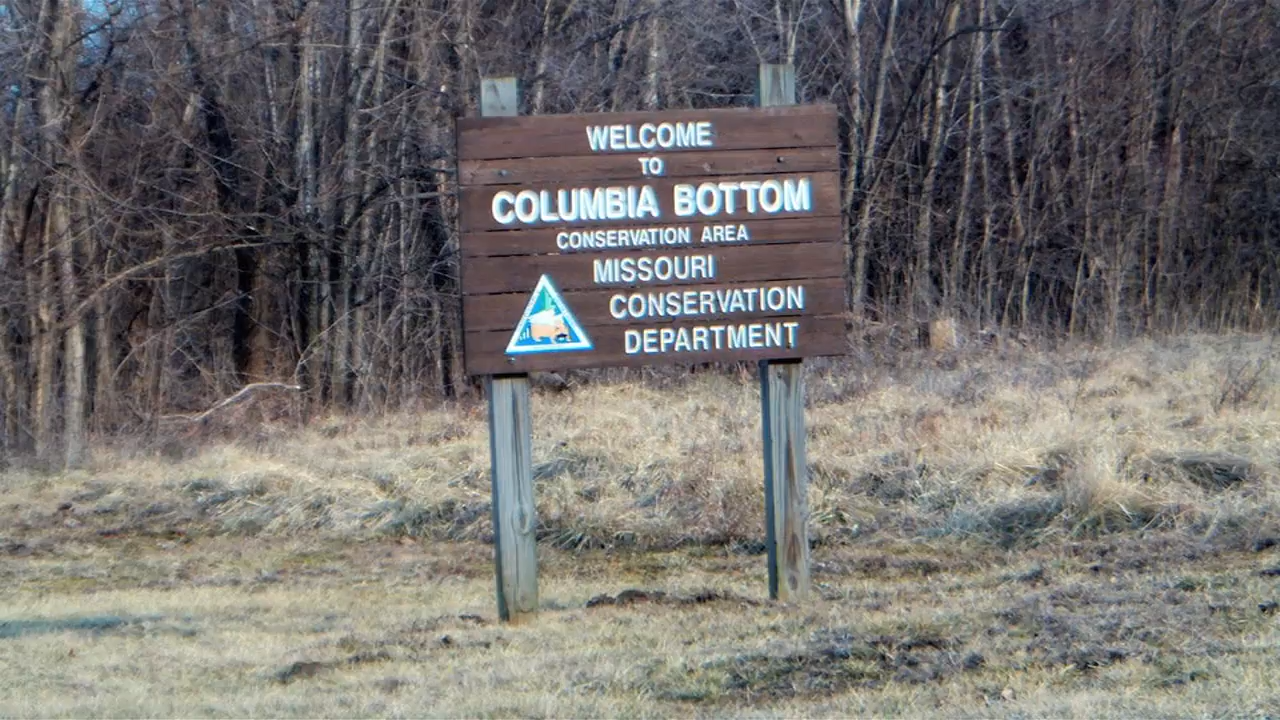 WELCOME
TO
COLUMBIA BOTTOM
CONSERVATION AREA
MISSOURI
CONSERVATION
DEPARTMENT